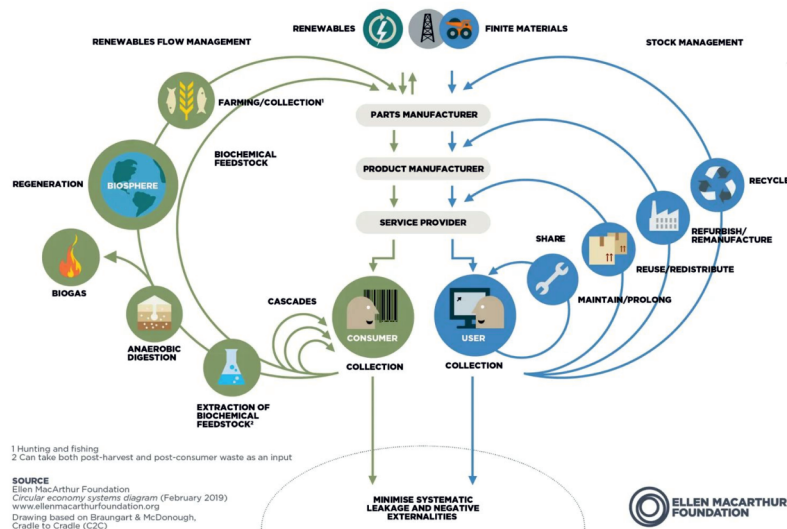 RENEWABLES
FINITE MATERIALS
RENEWABLES FLOW MANAGEMENT
STOCK MANAGEMENT
FARMING/COLLECTION¹
PARTS MANUFACTURER
BIOCHEMICAL
FEEDSTOCK
PRODUCT MANUFACTURER
REGENERATION
BIOSPHERE
RECYCLE
SERVICE PROVIDER
SHARE
REFURBISH/
REMANUFACTURE
REUSE/REDISTRIBUTE
BIOGAS
CASCADES
MAINTAIN/PROLONG
ANAEROBIC
DIGESTION
CONSUMER
USER
COLLECTION
COLLECTION
EXTRACTION OF
BIOCHEMICAL
FEEDSTOCK²
1 Hunting and fishing
2 Can take both post-harvest and post-consumer waste as an input
SOURCE
Ellen MacArthur Foundation
Circular economy systems diagram (February 2019)
www.ellenmacarthurfoundation.org
Drawing based on Braungart & McDonough,
Cradle to Cradle (C2C)
MINIMISE SYSTEMATIC
LEAKAGE AND NEGATIVE
EXTERNALITIES
ELLEN MACARTHUR
FOUNDATION